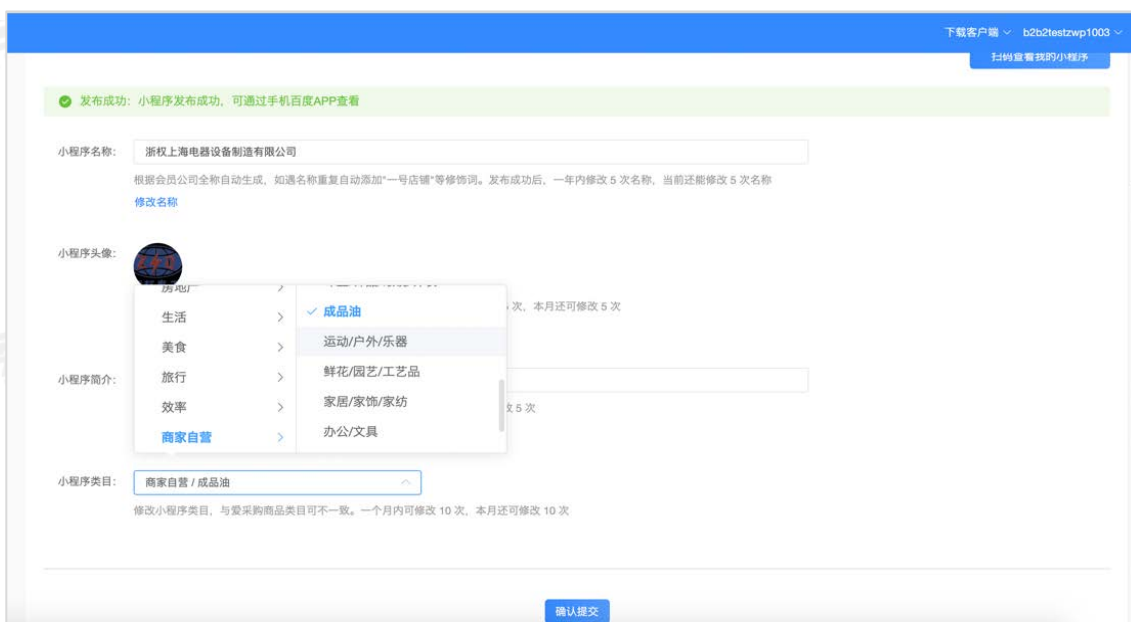 下载客户端 b2b2testzwp1003
扫码查看我的小程序
发布成功：小程序发布成功，可通过手机百度APP查看
小程序名称： 浙权上海电器设备制造有限公司
根据会员公司全称自动生成，如遇名称重复自动添加“一号店铺”等修饰词。发布成功后，一年内修改 5 次名称，当前还能修改 5 次名称
修改名称
小程序头像：
房地产
生活 成品油 次，本月还可修改 5 次
运动/户外/乐器
美食
鲜花/园艺/工艺品
旅行
小程序简介：
家居/家饰/家纺
效率 改 5 次
办公/文具
商家自营
小程序类目： 商家自营 / 成品油
修改小程序类目，与爱采购商品类目可不一致。一个月内可修改 10 次，本月还可修改 10 次
确认提交